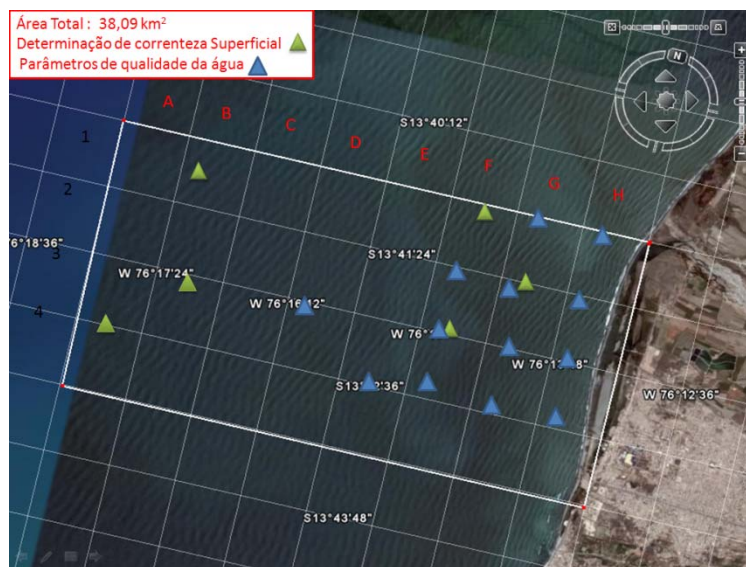 Área Total : 38,09 km²
Determinação de correnteza Superficial
Parâmetros de qualidade da água
N
A
B
C
D
E
F
G
H
1
2
3
4
S13°40'12"
76°18'36"
S13°41'24"
W 76°17'24"
W 76°16'12"
W 76°1
W 76°13' 8"
S13° 2'36"
W 76°12'36"
S13°43'48"